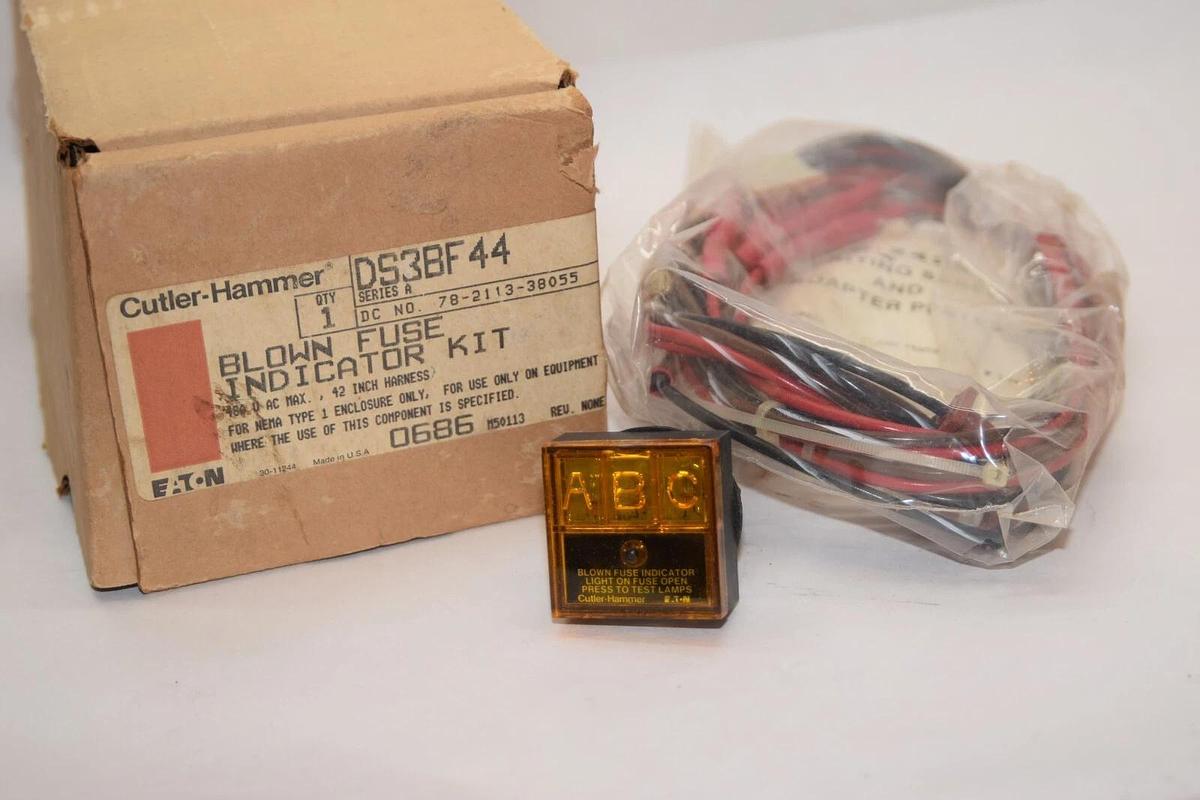 Cutler-Hammer
QTY
1
DS3BF44
SERIES A
DC NO. 78-2113-38055
BLOWN FUSE
INDICATOR KIT
480 V AC MAX., 42 INCH HARNESS
FOR NEMA TYPE 1 ENCLOSURE ONLY, FOR USE ONLY ON EQUIPMENT
WHERE THE USE OF THIS COMPONENT IS SPECIFIED.
0686 M50113 REV. NONE
EATON 30-11244 Made in U.S.A
A B C
BLOWN FUSE INDICATOR
LIGHT ON FUSE OPEN
PRESS TO TEST LAMPS
Cutler-Hammer EATON
AND